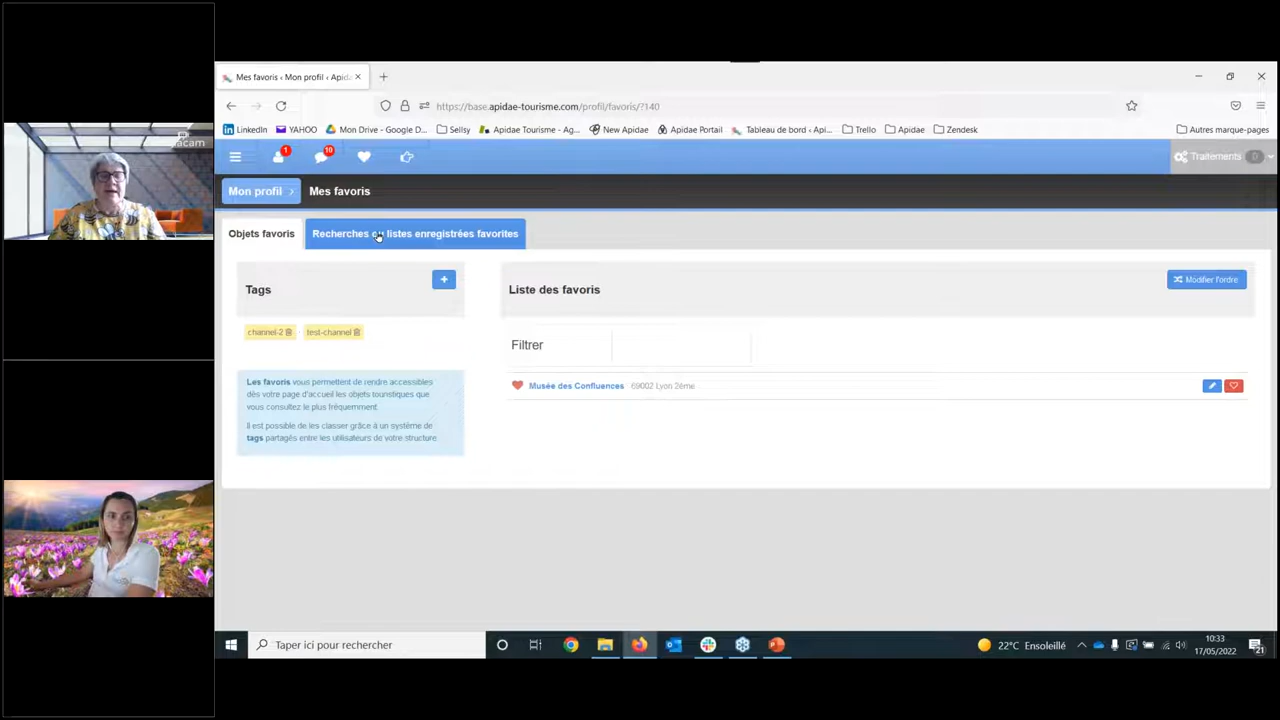 acam
Mes favoris ‹ Mon profil ‹ Apida
https://base.apidae-tourisme.com/profil/favoris/?140
LinkedIn YAHOO Mon Drive - Google D... Sellsy Apidae Tourisme - Ag... New Apidae Apidae Portail Tableau de bord ‹ Api... Trello Apidae Zendesk Autres marque-pages
1 10 Traitements 0
Mon profil Mes favoris
Objets favoris Recherches ou listes enregistrées favorites
Tags + Liste des favoris Modifier l'ordre
channel-2 · test-channel
Filtrer
Les favoris vous permettent de rendre accessibles
dès votre page d'accueil les objets touristiques que
vous consultez le plus fréquemment.
Il est possible de les classer grâce à un système de
tags partagés entre les utilisateurs de votre structure
Musée des Confluences · 69002 Lyon 2ème
Taper ici pour rechercher 22°C Ensoleillé 10:33
17/05/2022 21